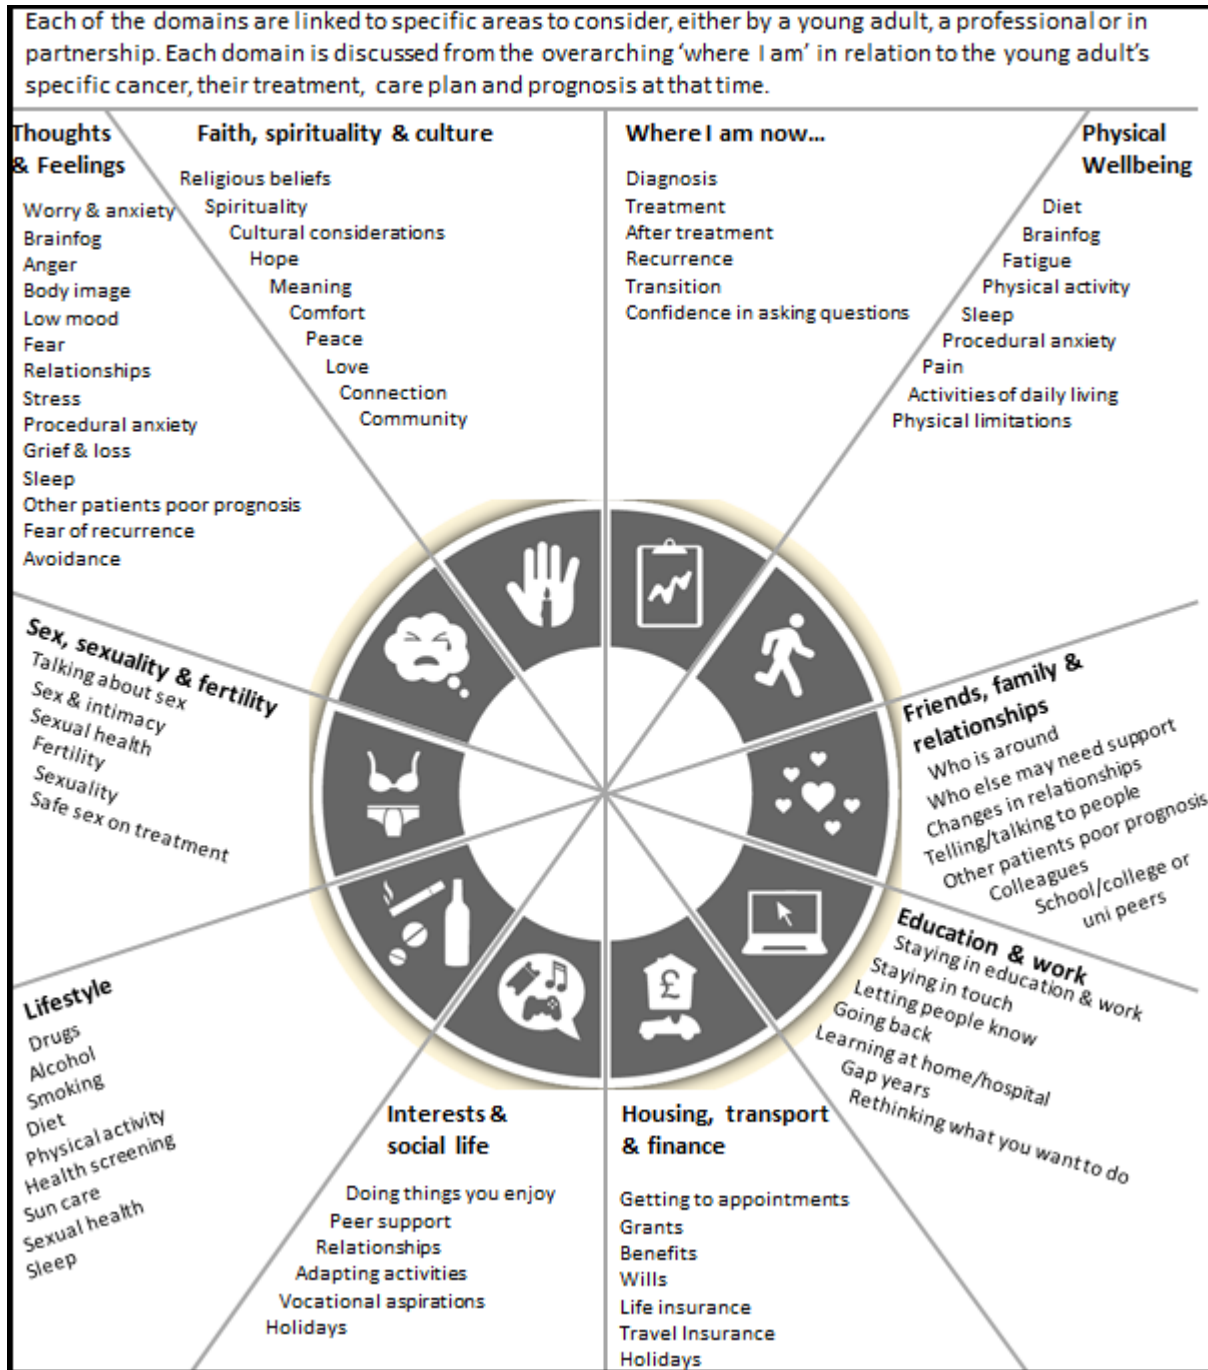 Each of the domains are linked to specific areas to consider, either by a young adult, a professional or in
partnership. Each domain is discussed from the overarching ‘where I am’ in relation to the young adult’s
specific cancer, their treatment, care plan and prognosis at that time.
Thoughts
& Feelings
Worry & anxiety
Brainfog
Anger
Body image
Low mood
Fear
Relationships
Stress
Procedural anxiety
Grief & loss
Sleep
Other patients poor prognosis
Fear of recurrence
Avoidance
Faith, spirituality & culture
Religious beliefs
Spirituality
Cultural considerations
Hope
Meaning
Comfort
Peace
Love
Connection
Community
Where I am now...
Diagnosis
Treatment
After treatment
Recurrence
Transition
Confidence in asking questions
Physical
Wellbeing
Diet
Brainfog
Fatigue
Physical activity
Sleep
Procedural anxiety
Pain
Activities of daily living
Physical limitations
Sex, sexuality & fertility
Talking about sex
Sex & intimacy
Sexual health
Fertility
Sexuality
Safe sex on treatment
Friends, family &
relationships
Who is around
Who else may need support
Changes in relationships
Telling/talking to people
Other patients poor prognosis
Colleagues
School/college or
uni peers
£
Lifestyle
Drugs
Alcohol
Smoking
Diet
Physical activity
Health screening
Sun care
Sexual health
Sleep
Education & work
Staying in education & work
Staying in touch
Letting people know
Going back
Learning at home/hospital
Gap years
Rethinking what you want to do
Interests &
social life
Doing things you enjoy
Peer support
Relationships
Adapting activities
Vocational aspirations
Holidays
Housing, transport
& finance
Getting to appointments
Grants
Benefits
Wills
Life insurance
Travel Insurance
Holidays